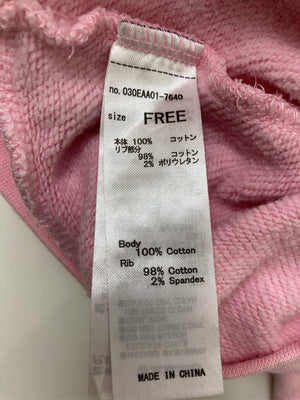 no. 030EAA01-7640
size FREE
本体 100% コットン
リブ部分
98% コットン
2% ポリウレタン
Body
100% Cotton
Rib
98% Cotton
2% Spandex
MADE IN CHINA